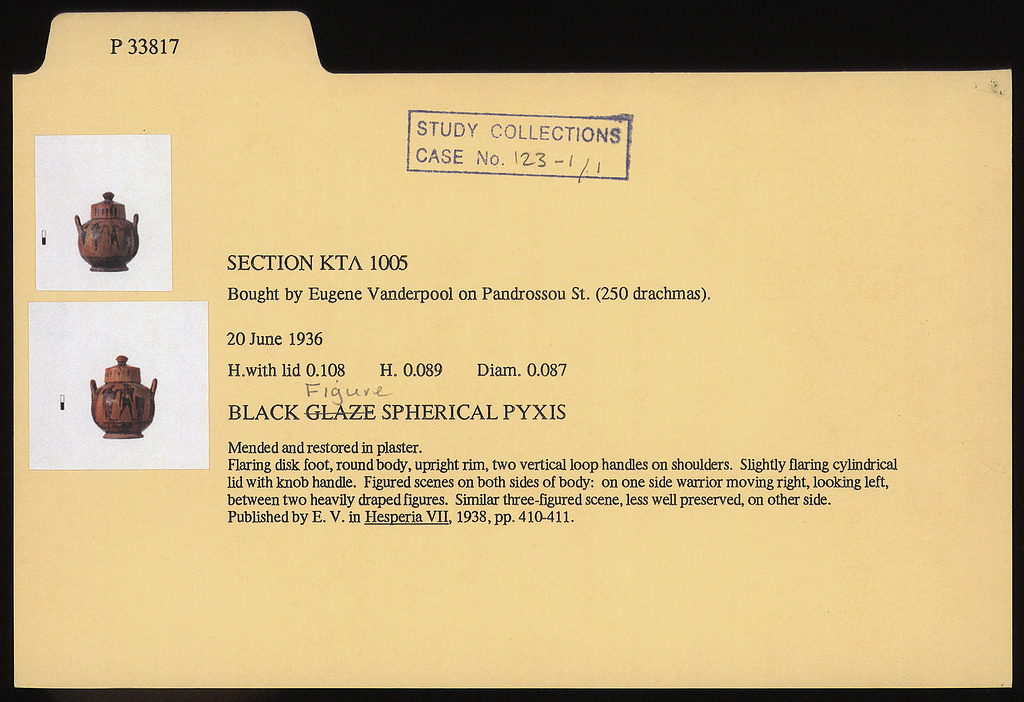 P 33817
STUDY COLLECTIONS
CASE No. 123-1/1
SECTION KTΛ 1005
Bought by Eugene Vanderpool on Pandrossou St. (250 drachmas).
20 June 1936
H.with lid 0.108 H. 0.089 Diam. 0.087
Figure
BLACK GLAZE SPHERICAL PYXIS
Mended and restored in plaster.
Flaring disk foot, round body, upright rim, two vertical loop handles on shoulders. Slightly flaring cylindrical
lid with knob handle. Figured scenes on both sides of body: on one side warrior moving right, looking left,
between two heavily draped figures. Similar three-figured scene, less well preserved, on other side.
Published by E. V. in Hesperia VII, 1938, pp. 410-411.